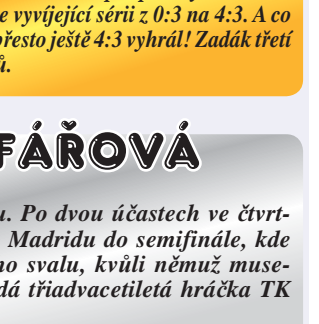 e vyvíjející sérii z 0:3 na 4:3. A co
přesto ještě 4:3 vyhrál! Zadák třetí
ů.
FÁŘOVÁ
u. Po dvou účastech ve čtvrt-
Madridu do semifinále, kde
no svalu, kvůli němuž muse-
dá třiadvacetiletá hráčka TK